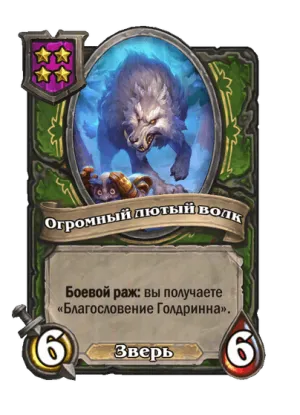 Огромный лютый волк
Боевой раж: вы получаете
«Благословение Голдринна».
6
Зверь
6